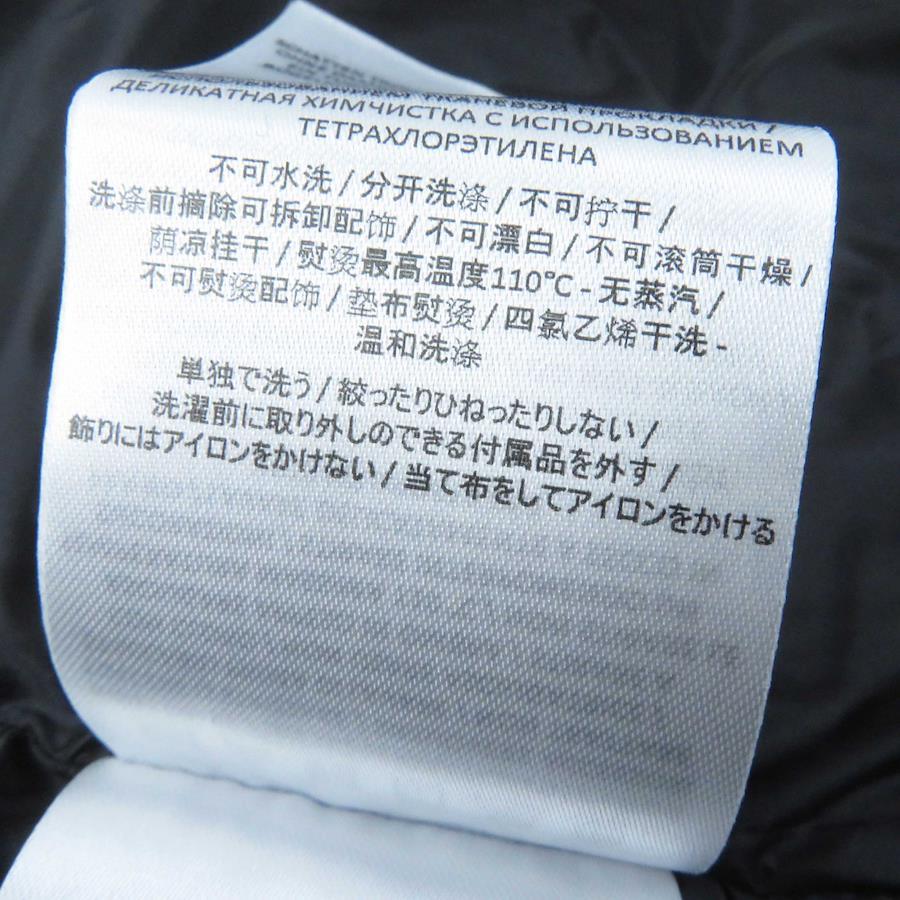 ТКАНЕВОЙ ПРОКЛАДКИ /
ДЕЛИКАТНАЯ ХИМЧИСТКА С ИСПОЛЬЗОВАНИЕМ
ТЕТРАХЛОРЭТИЛЕНА
不可水洗 / 分开洗涤 / 不可拧干 /
洗涤前摘除可拆卸配饰 / 不可漂白 / 不可滚筒干燥 /
荫凉挂干 / 熨烫最高温度110°C - 无蒸汽 /
不可熨烫配饰 / 垫布熨烫 / 四氯乙烯干洗 -
温和洗涤
単独で洗う / 絞ったりひねったりしない /
洗濯前に取り外しのできる付属品を外す /
飾りにはアイロンをかけない / 当て布をしてアイロンをかける